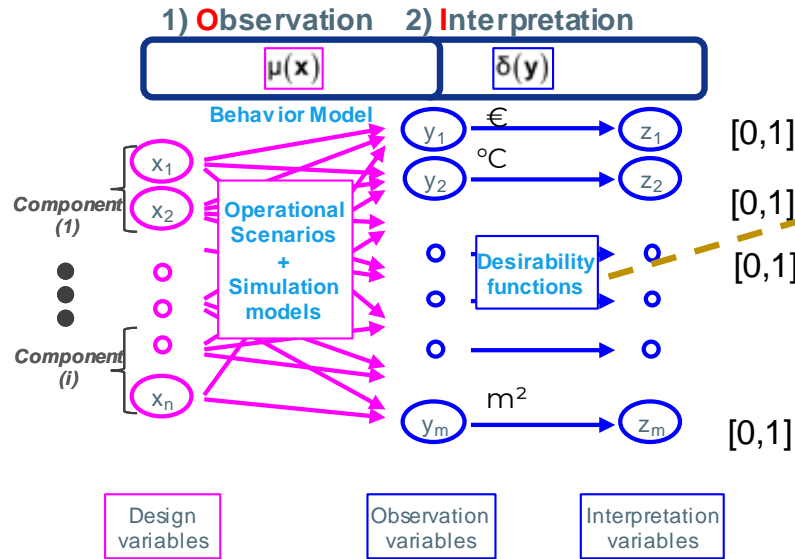 1) Observation 2) Interpretation
μ(x) δ(y)
Behavior Model
€
y1 z1 [0,1]
°C
x1
y2 z2
Component
(1)
x2
[0,1]
Operational
Scenarios
+
Simulation
models
Desirability
functions
[0,1]
Component
(i)
xn
m²
ym zm [0,1]
Design
variables
Observation
variables
Interpretation
variables